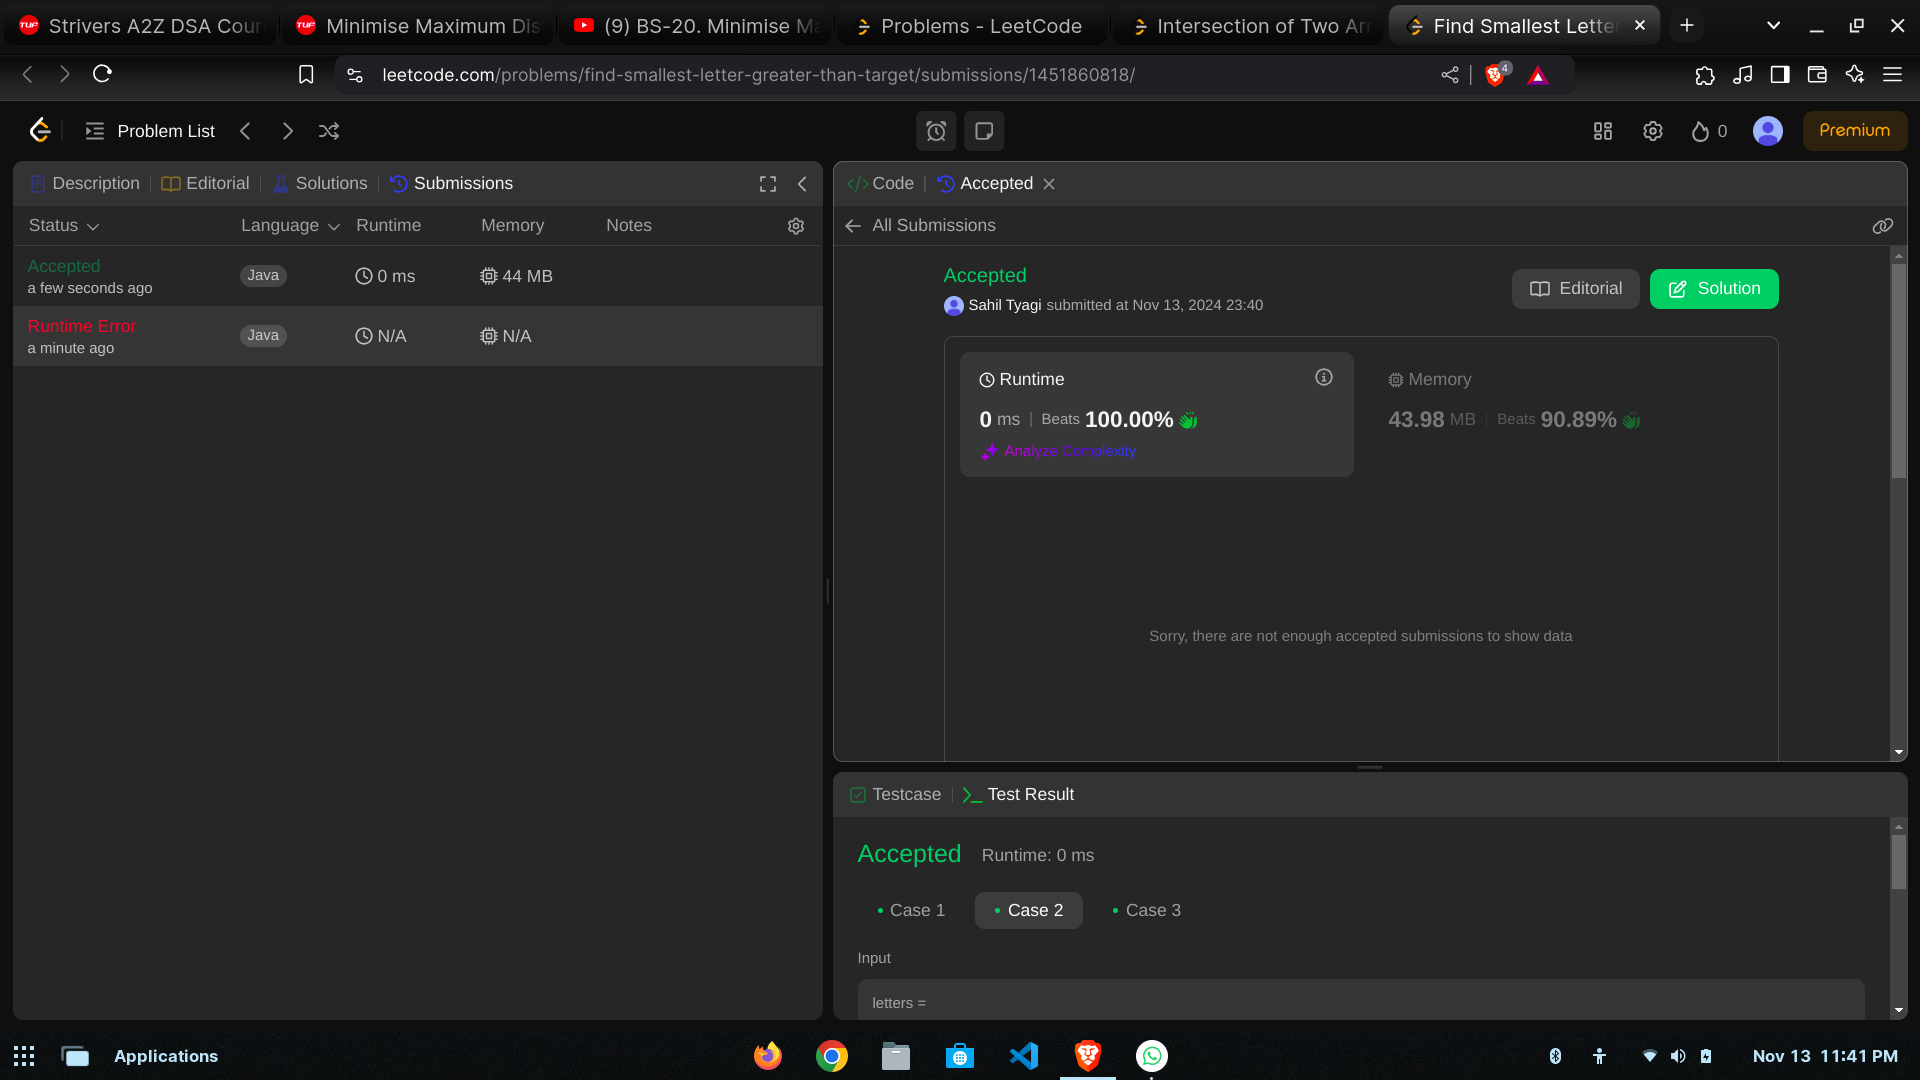 Strivers A2Z DSA Cour
Minimise Maximum Dis
(9) BS-20. Minimise Ma
Problems - LeetCode
Intersection of Two Arr
Find Smallest Letter
leetcode.com/problems/find-smallest-letter-greater-than-target/submissions/1451860818/
4
Problem List
0
Premium
Description
Editorial
Solutions
Submissions
Status
Language
Runtime
Memory
Notes
Accepted
a few seconds ago
Java
0 ms
44 MB
Runtime Error
a minute ago
Java
N/A
N/A
Code
Accepted
All Submissions
Accepted
Sahil Tyagi submitted at Nov 13, 2024 23:40
Editorial
Solution
Runtime
0 ms | Beats 100.00%
Analyze Complexity
Memory
43.98 MB | Beats 90.89%
Sorry, there are not enough accepted submissions to show data
Testcase
Test Result
Accepted
Runtime: 0 ms
Case 1
Case 2
Case 3
Input
letters =
Applications
Nov 13 11:41 PM